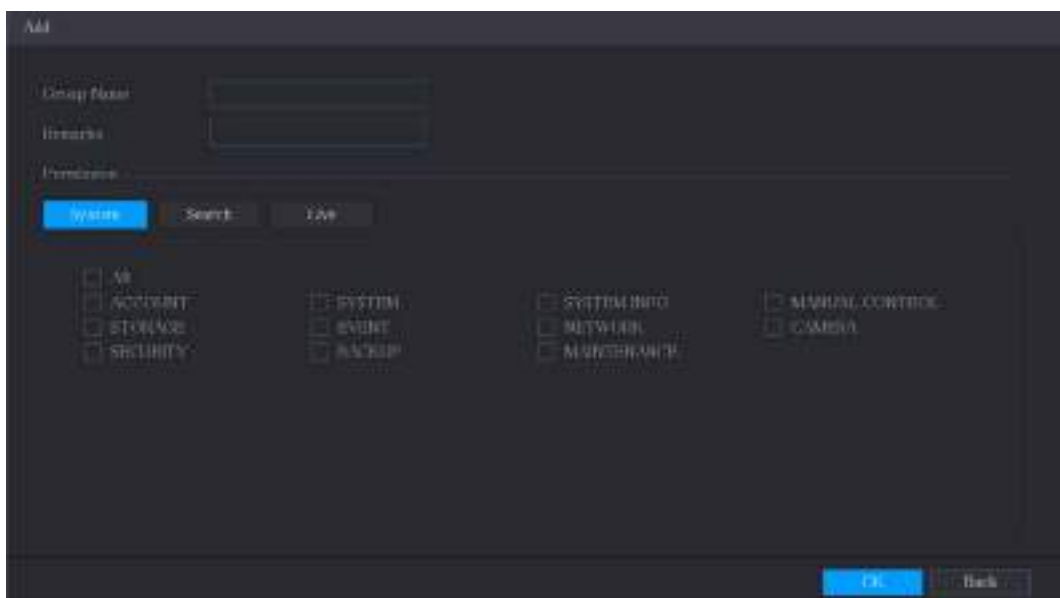 Add
Group Name
Remarks
Permission
System Search Live
All
ACCOUNT SYSTEM SYSTEM INFO MANUAL CONTROL
STORAGE EVENT NETWORK CAMERA
SECURITY BACKUP MAINTENANCE
OK Back